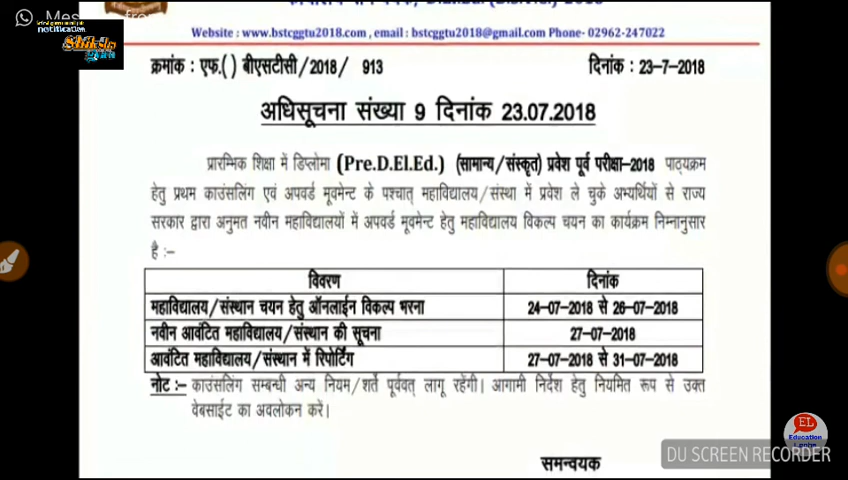 Website : www.bstcggtu2018.com , email : bstcggtu2018@gmail.com Phone- 02962-247022
notification
क्रमांक : एफ.( ) बीएसटीसी/2018/ 913 दिनांक : 23-7-2018
अधिसूचना संख्या 9 दिनांक 23.07.2018
प्रारम्भिक शिक्षा में डिप्लोमा (Pre.D.El.Ed.) (सामान्य/संस्कृत) प्रवेश पूर्व परीक्षा-2018 पाठ्यक्रम
हेतु प्रथम काउंसलिंग एवं अपवर्ड मूवमेन्ट के पश्चात् महाविद्यालय/संस्था में प्रवेश ले चुके अभ्यर्थियों से राज्य
सरकार द्वारा अनुमत नवीन महाविद्यालयों में अपवर्ड मूवमेन्ट हेतु महाविद्यालय विकल्प चयन का कार्यक्रम निम्नानुसार
है :-
विवरण दिनांक
महाविद्यालय/संस्थान चयन हेतु ऑनलाईन विकल्प भरना 24-07-2018 से 26-07-2018
नवीन आवंटित महाविद्यालय/संस्थान की सूचना 27-07-2018
आवंटित महाविद्यालय/संस्थान में रिपोर्टिंग 27-07-2018 से 31-07-2018
नोट :- काउंसलिंग सम्बन्धी अन्य नियम/शर्ते पूर्ववत् लागू रहेंगी। आगामी निर्देश हेतु नियमित रूप से उक्त
वेबसाईट का अवलोकन करें।
EL
Education
DU SCREEN RECORDER
समन्वयक